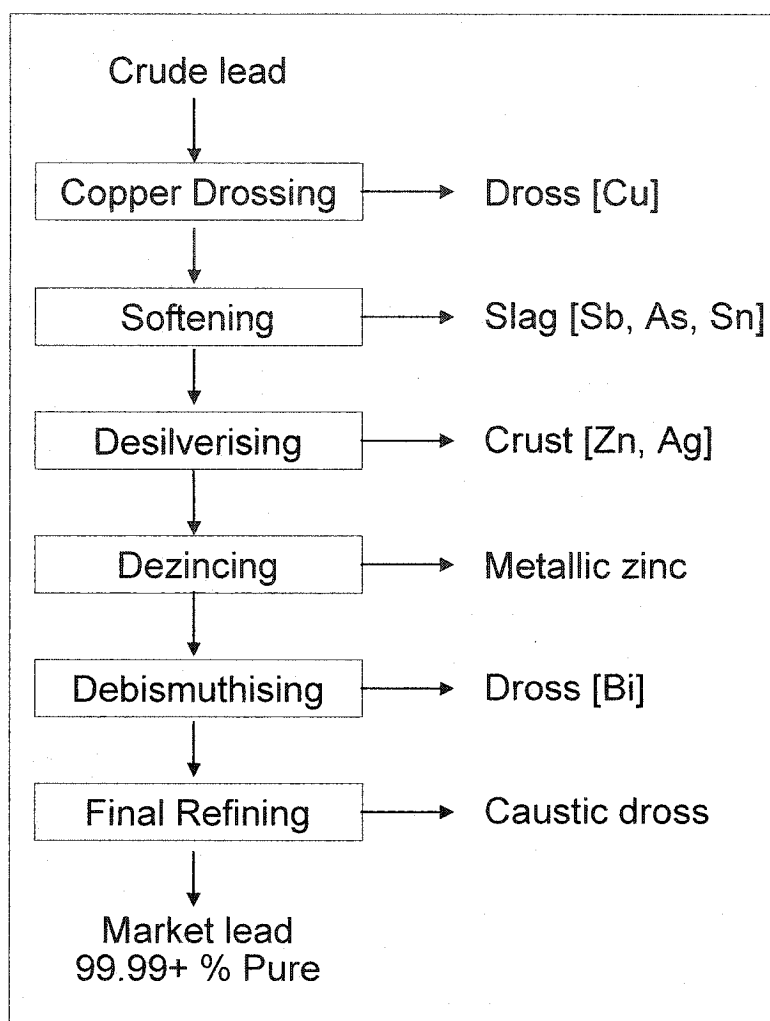 Crude lead
Copper Drossing
Dross [Cu]
Softening
Slag [Sb, As, Sn]
Desilverising
Crust [Zn, Ag]
Dezincing
Metallic zinc
Debismuthising
Dross [Bi]
Final Refining
Caustic dross
Market lead
99.99+ % Pure